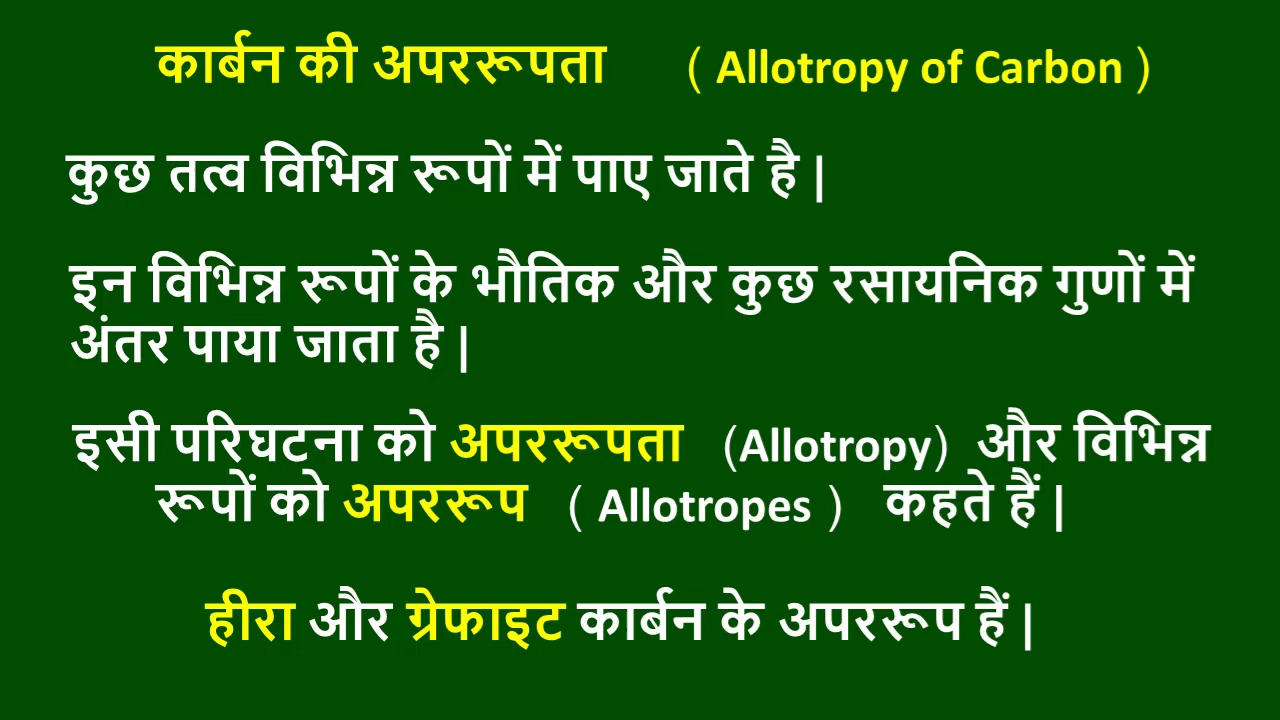 कार्बन की अपररूपता ( Allotropy of Carbon )
कुछ तत्व विभिन्न रूपों में पाए जाते है |
इन विभिन्न रूपों के भौतिक और कुछ रसायनिक गुणों में
अंतर पाया जाता है |
इसी परिघटना को अपररूपता (Allotropy) और विभिन्न
रूपों को अपररूप ( Allotropes ) कहते हैं |
हीरा और ग्रेफाइट कार्बन के अपररूप हैं |